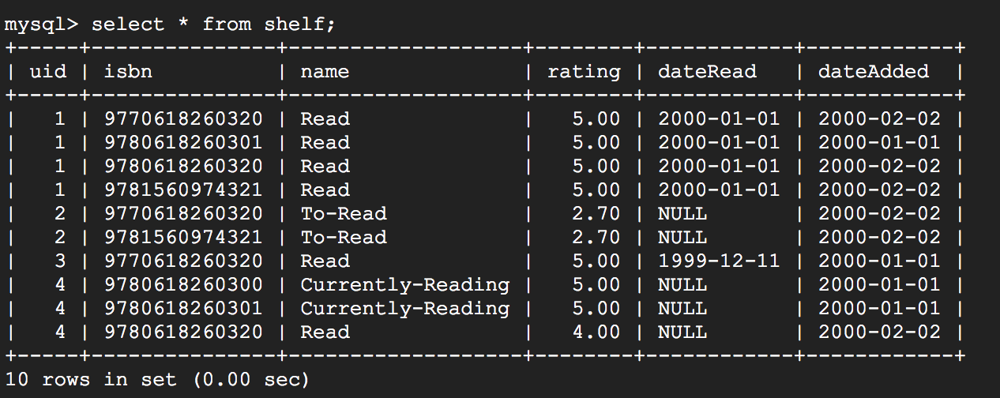 mysql> select * from shelf;
+-----+---------------+-------------------+--------+------------+------------+
| uid | isbn          | name              | rating | dateRead   | dateAdded  |
+-----+---------------+-------------------+--------+------------+------------+
|   1 | 9770618260320 | Read              |   5.00 | 2000-01-01 | 2000-02-02 |
|   1 | 9780618260301 | Read              |   5.00 | 2000-01-01 | 2000-01-01 |
|   1 | 9780618260320 | Read              |   5.00 | 2000-01-01 | 2000-02-02 |
|   1 | 9781560974321 | Read              |   5.00 | 2000-01-01 | 2000-02-02 |
|   2 | 9770618260320 | To-Read           |   2.70 | NULL       | 2000-02-02 |
|   2 | 9781560974321 | To-Read           |   2.70 | NULL       | 2000-02-02 |
|   3 | 9770618260320 | Read              |   5.00 | 1999-12-11 | 2000-01-01 |
|   4 | 9780618260300 | Currently-Reading |   5.00 | NULL       | 2000-01-01 |
|   4 | 9780618260301 | Currently-Reading |   5.00 | NULL       | 2000-01-01 |
|   4 | 9780618260320 | Read              |   4.00 | NULL       | 2000-02-02 |
+-----+---------------+-------------------+--------+------------+------------+
10 rows in set (0.00 sec)